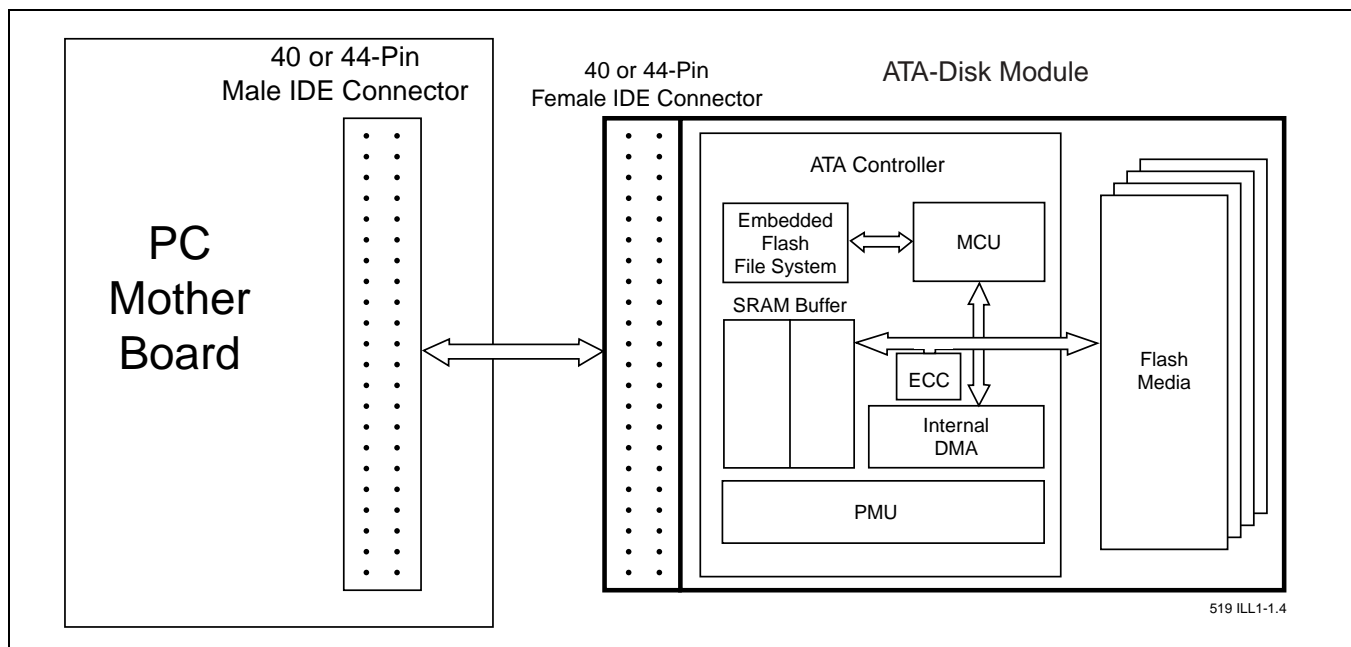 40 or 44-Pin
Male IDE Connector
PC
Mother
Board
40 or 44-Pin
Female IDE Connector
ATA-Disk Module
ATA Controller
Embedded
Flash
File System
MCU
SRAM Buffer
ECC
Internal
DMA
PMU
Flash
Media
519 ILL1-1.4